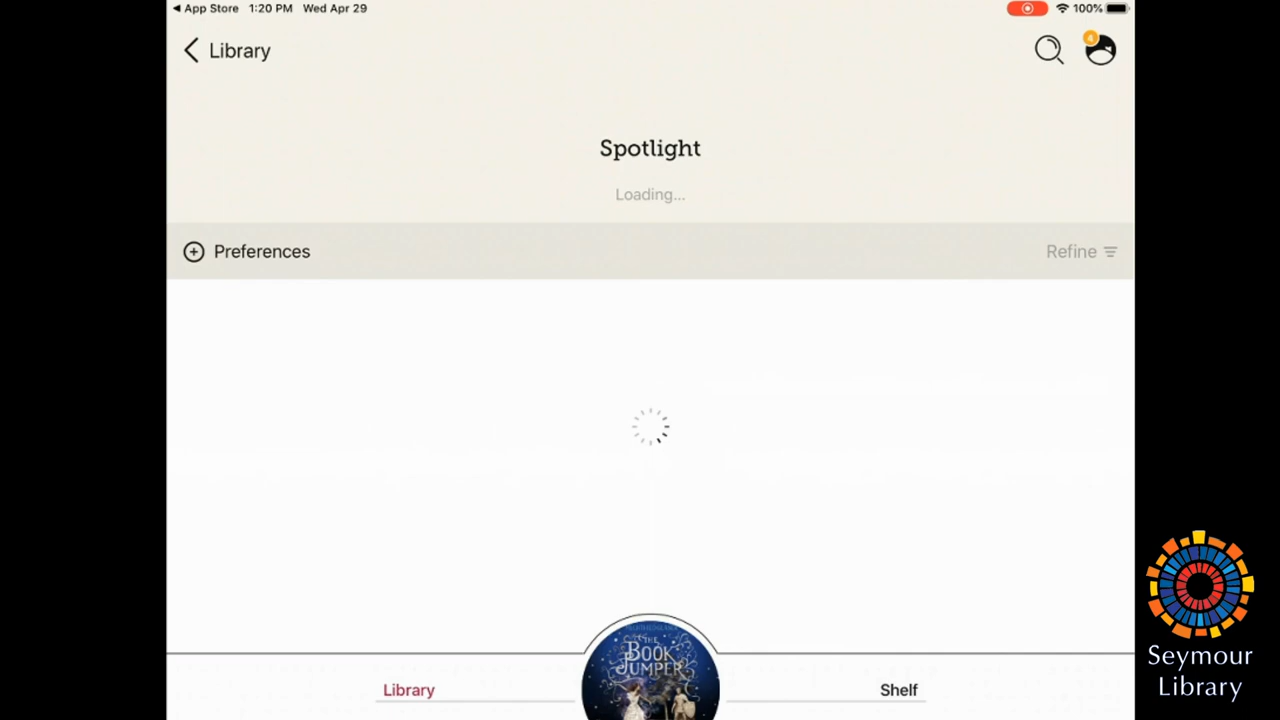 App Store 1:20 PM Wed Apr 29
100%
Library
4
Spotlight
Loading...
Preferences
Refine
THE
BOOK
JUMPER
Library
Shelf
Seymour
Library